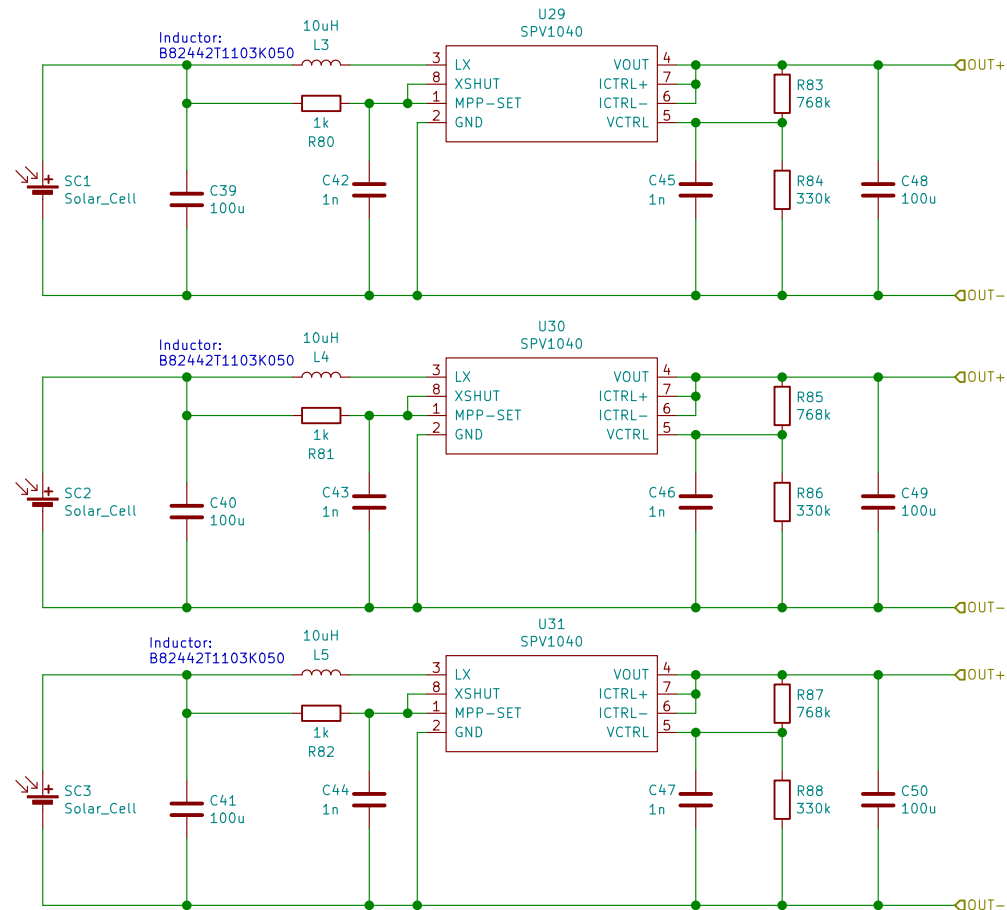 U29
SPV1040
10uH
L3
Inductor:
B82442T1103K050
3 LX
8 XSHUT
1 MPP-SET
2 GND
VOUT 4
ICTRL+ 7
ICTRL- 6
VCTRL 5
OUT+
R83
768k
1k
R80
SC1
Solar_Cell
C39
100u
C42
1n
C45
1n
R84
330k
C48
100u
OUT-
U30
SPV1040
10uH
L4
Inductor:
B82442T1103K050
3 LX
8 XSHUT
1 MPP-SET
2 GND
VOUT 4
ICTRL+ 7
ICTRL- 6
VCTRL 5
OUT+
R85
768k
1k
R81
SC2
Solar_Cell
C40
100u
C43
1n
C46
1n
R86
330k
C49
100u
OUT-
U31
SPV1040
10uH
L5
Inductor:
B82442T1103K050
3 LX
8 XSHUT
1 MPP-SET
2 GND
VOUT 4
ICTRL+ 7
ICTRL- 6
VCTRL 5
OUT+
R87
768k
1k
R82
SC3
Solar_Cell
C41
100u
C44
1n
C47
1n
R88
330k
C50
100u
OUT-